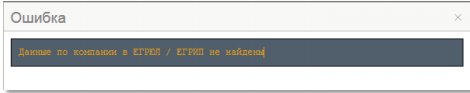 Ошибка
Данные по компании в ЕГРЮЛ / ЕГРИП не найдены